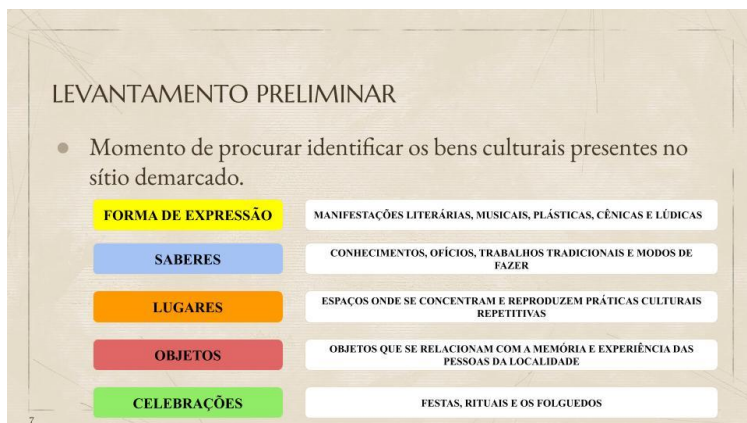 LEVANTAMENTO PRELIMINAR
● Momento de procurar identificar os bens culturais presentes no
sítio demarcado.
FORMA DE EXPRESSÃO
MANIFESTAÇÕES LITERÁRIAS, MUSICAIS, PLÁSTICAS, CÊNICAS E LÚDICAS
SABERES
CONHECIMENTOS, OFÍCIOS, TRABALHOS TRADICIONAIS E MODOS DE
FAZER
LUGARES
ESPAÇOS ONDE SE CONCENTRAM E REPRODUZEM PRÁTICAS CULTURAIS
REPETITIVAS
OBJETOS
OBJETOS QUE SE RELACIONAM COM A MEMÓRIA E EXPERIÊNCIA DAS
PESSOAS DA LOCALIDADE
CELEBRAÇÕES
FESTAS, RITUAIS E OS FOLGUEDOS
7